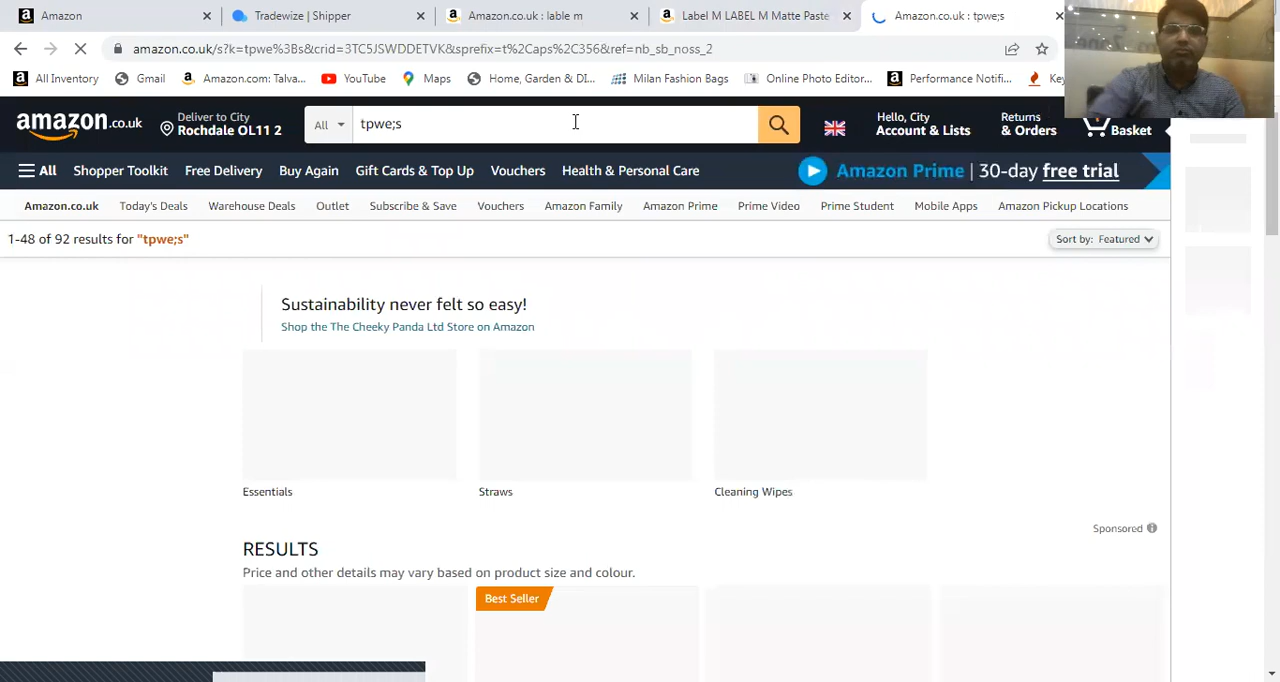 Amazon
Tradewize | Shipper
Amazon.co.uk : lable m
Label M LABEL M Matte Paste
Amazon.co.uk : tpwe;s
amazon.co.uk/s?k=tpwe%3Bs&crid=3TC5JSWDDETVK&sprefix=t%2Caps%2C356&ref=nb_sb_noss_2
All Inventory
Gmail
Amazon.com: Talva...
YouTube
Maps
Home, Garden & DI...
Milan Fashion Bags
Online Photo Editor...
Performance Notifi...
Key
amazon.co.uk
Deliver to City
Rochdale OL11 2
All
tpwe;s
Hello, City
Account & Lists
Returns
& Orders
Basket
All
Shopper Toolkit
Free Delivery
Buy Again
Gift Cards & Top Up
Vouchers
Health & Personal Care
Amazon Prime | 30-day free trial
Amazon.co.uk
Today's Deals
Warehouse Deals
Outlet
Subscribe & Save
Vouchers
Amazon Family
Amazon Prime
Prime Video
Prime Student
Mobile Apps
Amazon Pickup Locations
1-48 of 92 results for "tpwe;s"
Sort by: Featured
Sustainability never felt so easy!
Shop the The Cheeky Panda Ltd Store on Amazon
Essentials
Straws
Cleaning Wipes
Sponsored
RESULTS
Price and other details may vary based on product size and colour.
Best Seller